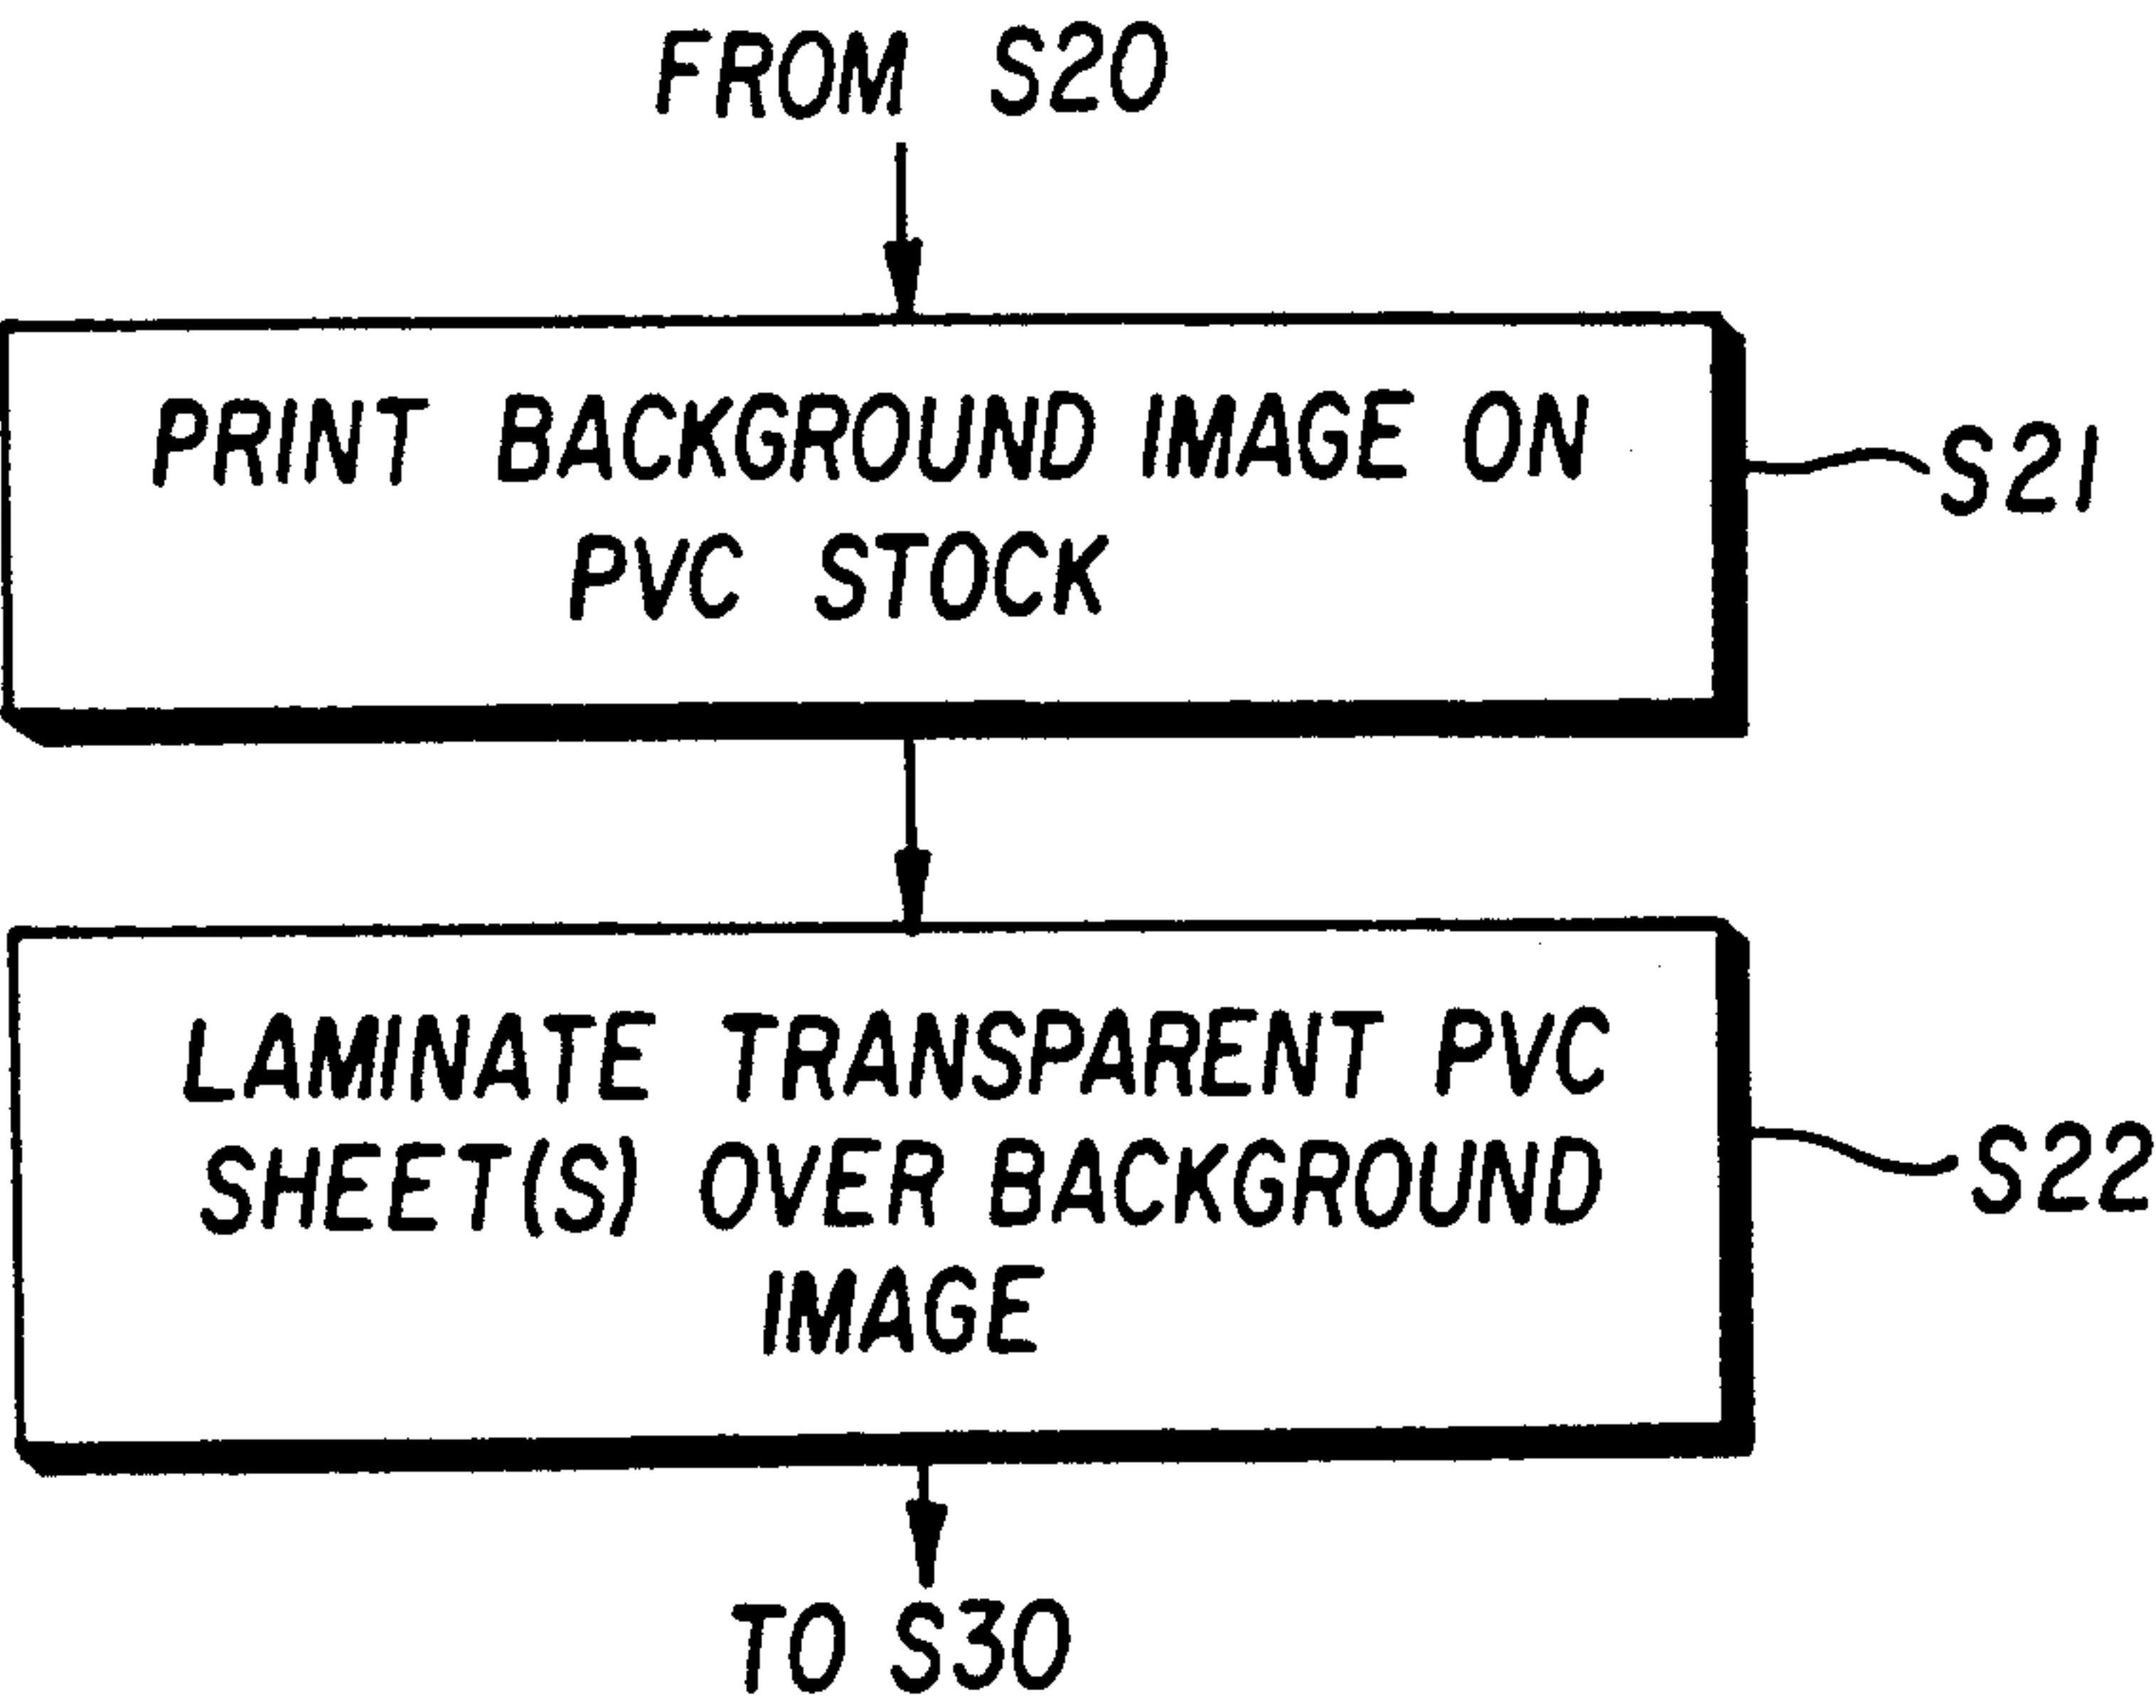 FROM S20
PRINT BACKGROUND IMAGE ON
PVC STOCK
S21
LAMINATE TRANSPARENT PVC
SHEET(S) OVER BACKGROUND
IMAGE
S22
TO S30